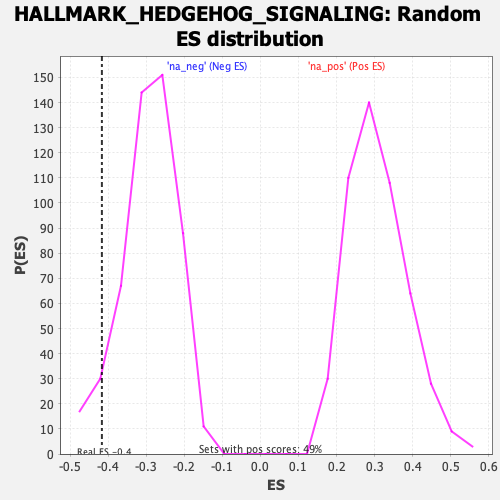 HALLMARK_HEDGEHOG_SIGNALING: Random
ES distribution
'na_neg' (Neg ES)
'na_pos' (Pos ES)
150
140
130
120
110
100
90
80
70
60
50
40
30
20
10
0
P(ES)
Real ES -0.4
Sets with pos scores: 49%
-0.5 -0.4 -0.3 -0.2 -0.1 0.0 0.1 0.2 0.3 0.4 0.5 0.6
ES